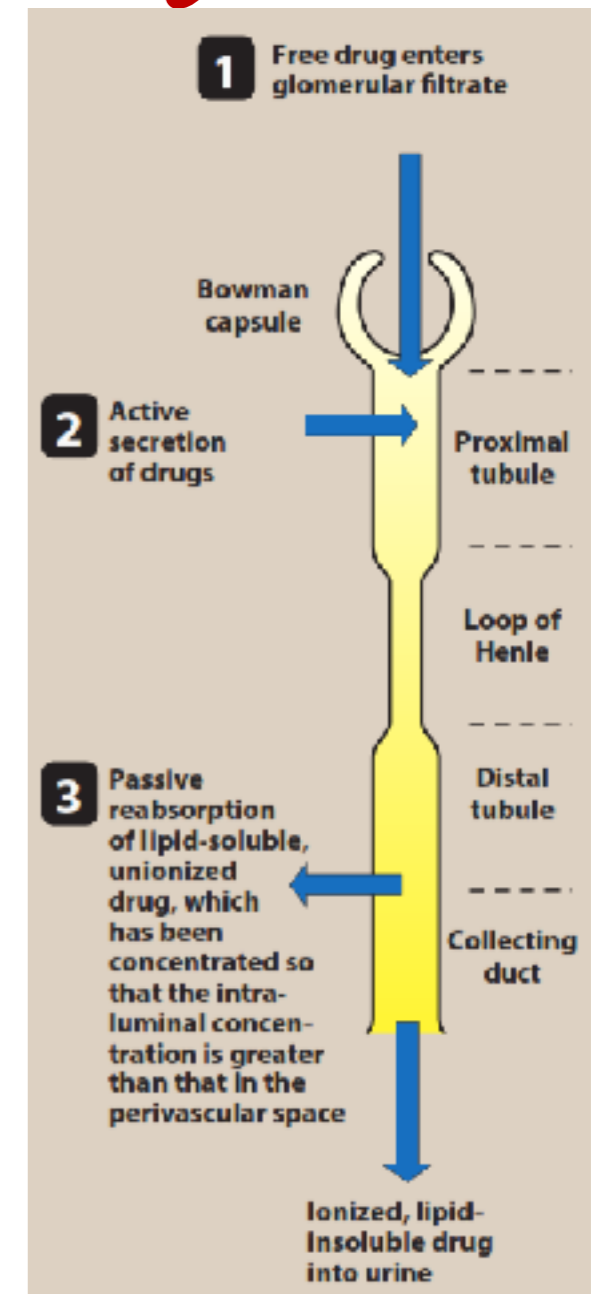 1
Free drug enters
glomerular filtrate
Bowman
capsule
2
Active
secretion
of drugs
Proximal
tubule
Loop of
Henle
3
Passive
reabsorption
of lipid-soluble,
unionized
drug, which
has been
concentrated so
that the intra-
luminal concen-
tration is greater
than that in the
perivascular space
Distal
tubule
Collecting
duct
Ionized, lipid-
insoluble drug
into urine